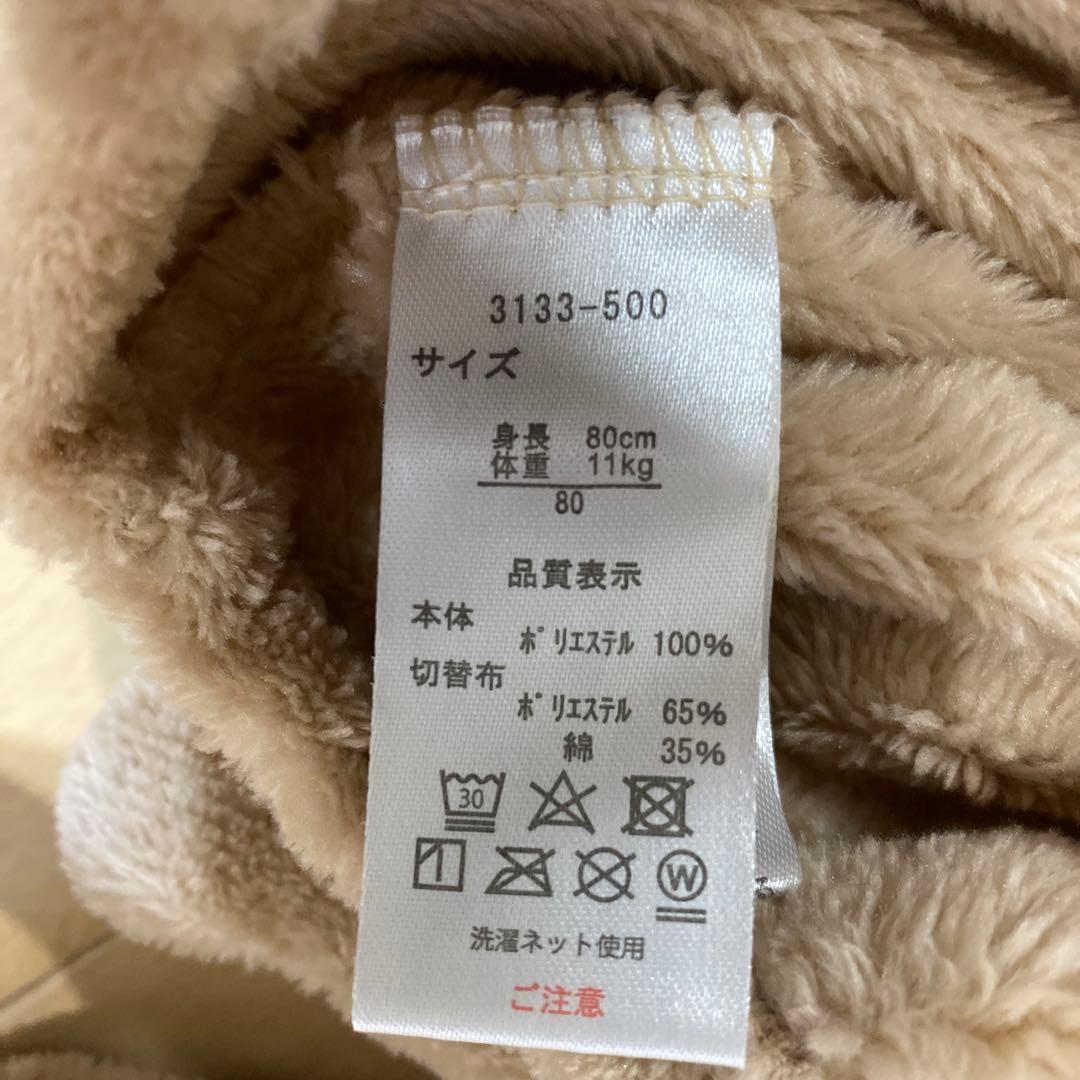 3133-500
サイズ
身長 80cm
体重 11kg
80
品質表示
本体
ポリエステル 100%
切替布
ポリエステル 65%
綿 35%
30
W
洗濯ネット使用
ご注意